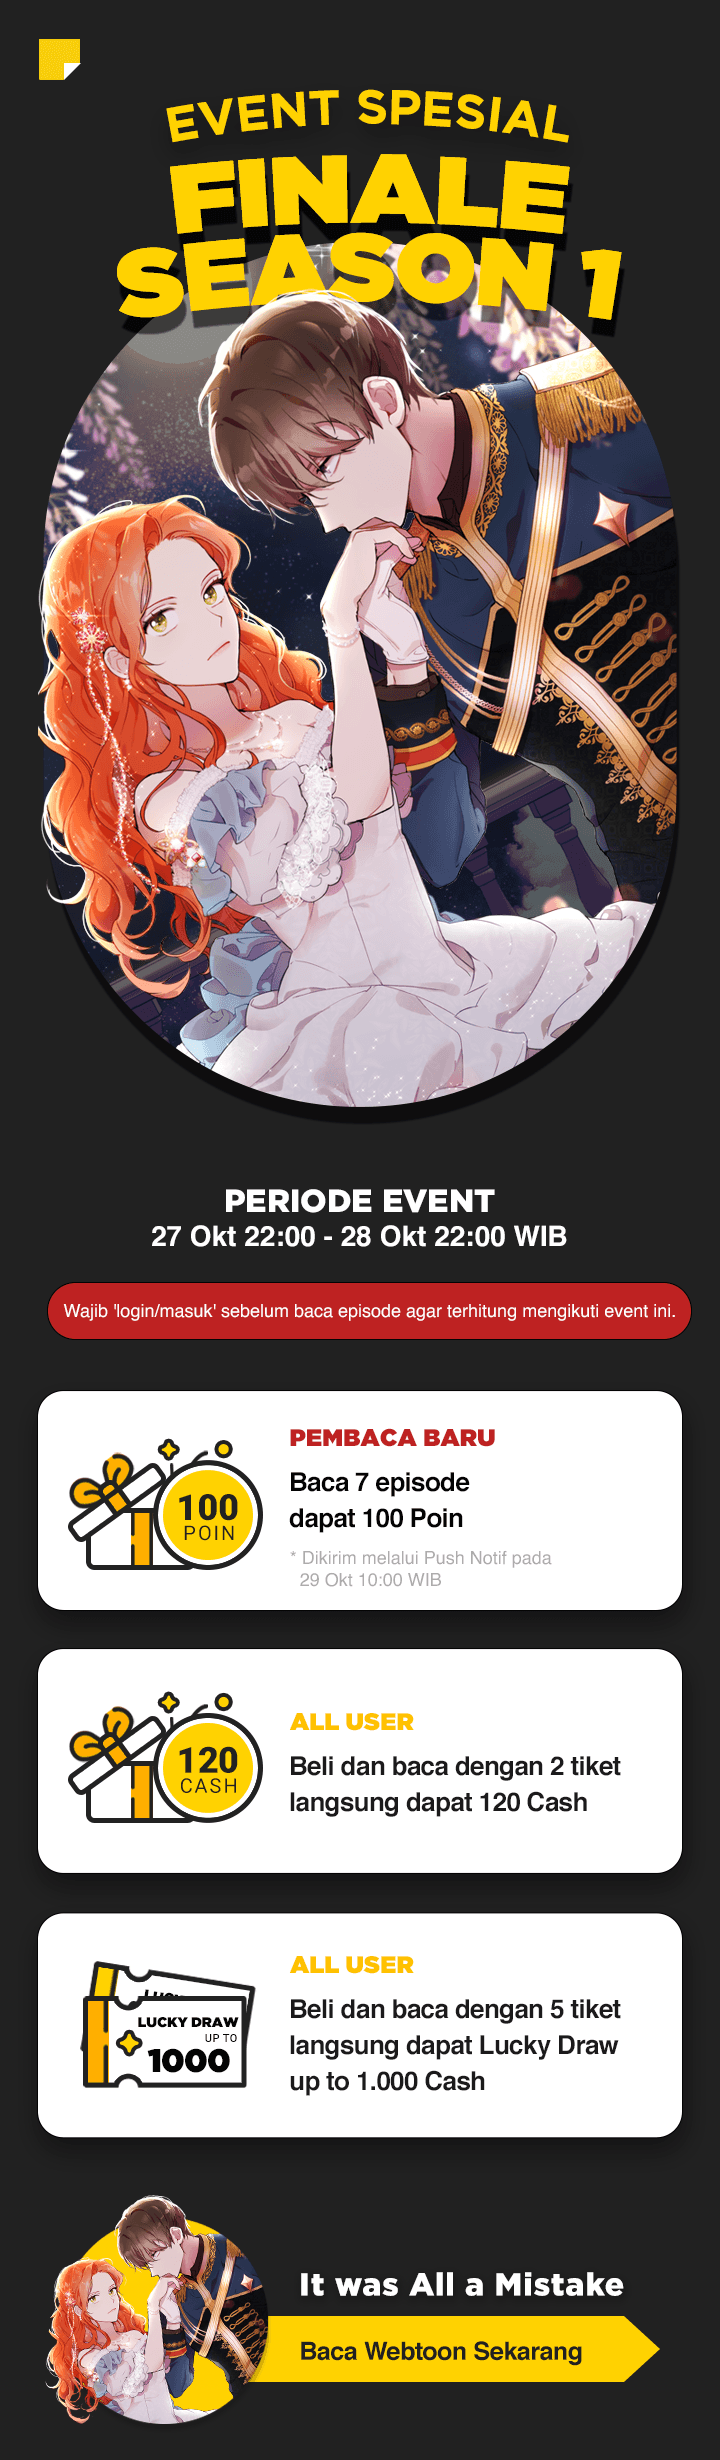 EVENT SPESIAL
FINALE
SEASON 1
PERIODE EVENT
27 Okt 22:00 - 28 Okt 22:00 WIB
Wajib 'login/masuk' sebelum baca episode agar terhitung mengikuti event ini.
100
POIN
PEMBACA BARU
Baca 7 episode
dapat 100 Poin
* Dikirim melalui Push Notif pada
29 Okt 10:00 WIB
120
CASH
ALL USER
Beli dan baca dengan 2 tiket
langsung dapat 120 Cash
LUCKY DRAW
UP TO
1000
ALL USER
Beli dan baca dengan 5 tiket
langsung dapat Lucky Draw
up to 1.000 Cash
It was All a Mistake
Baca Webtoon Sekarang